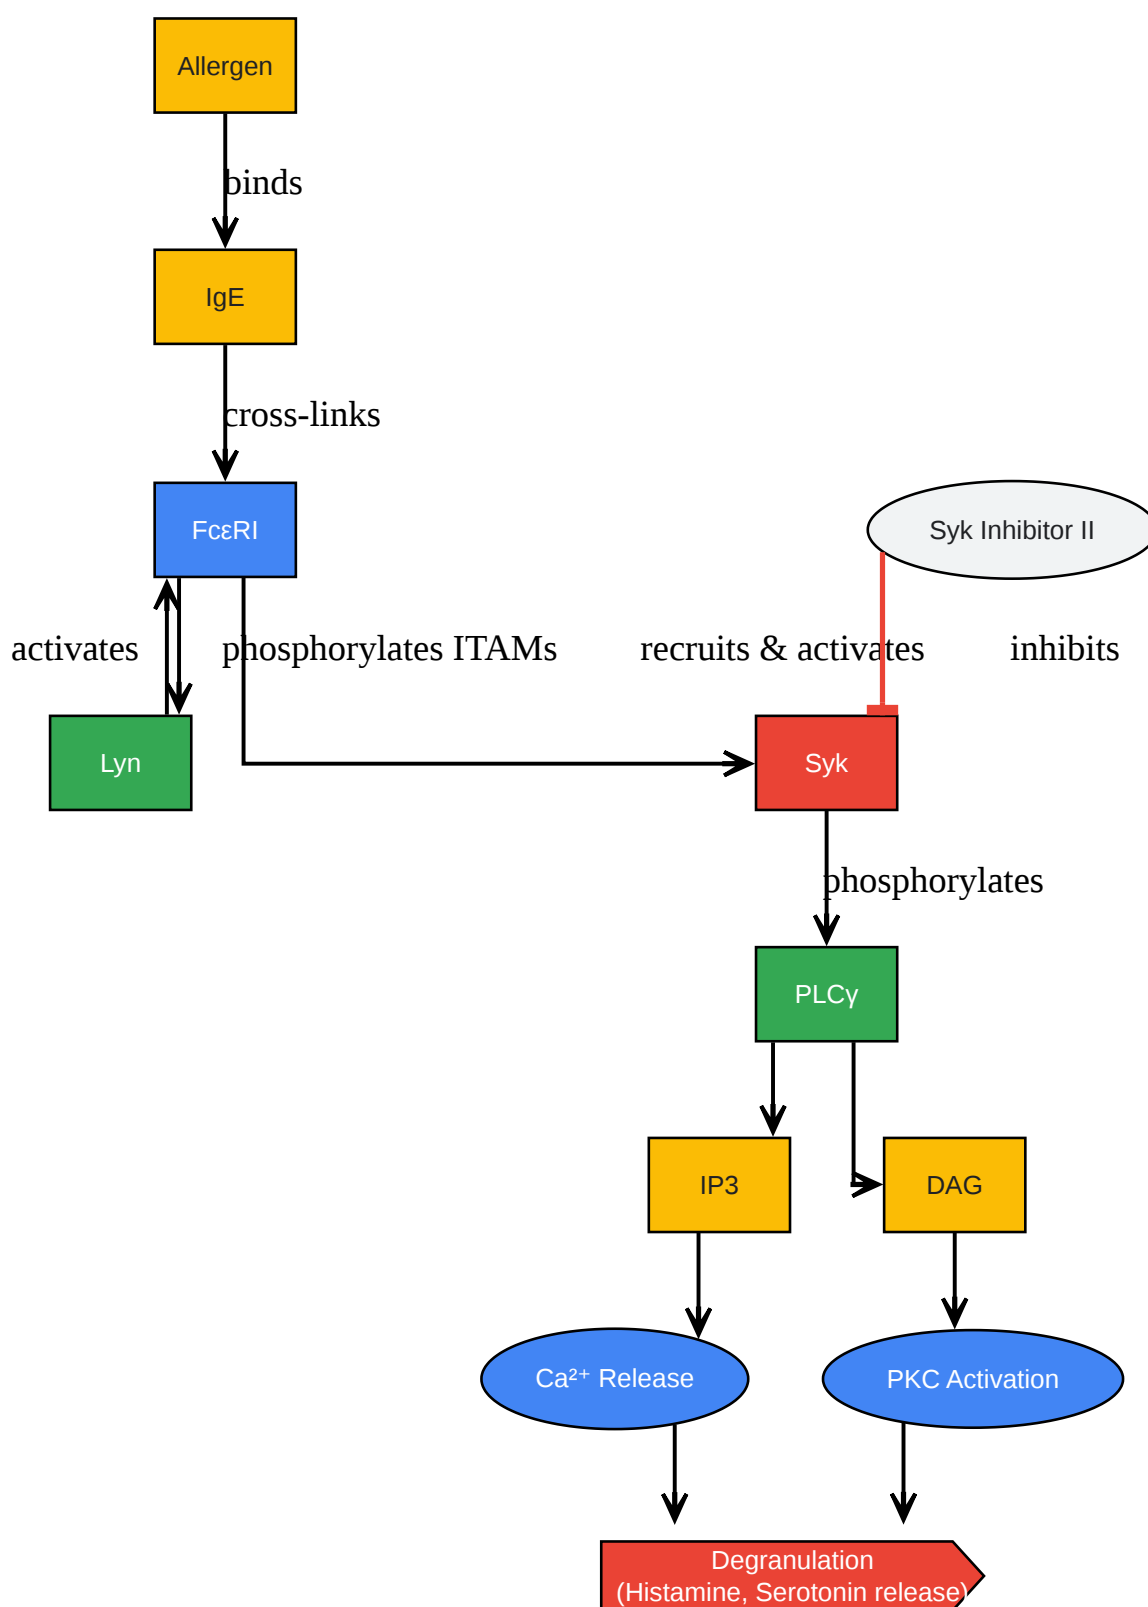 Allergen
binds
IgE
cross-links
FcεRI
Syk Inhibitor II
activates
phosphorylates ITAMs
recruits & activates
inhibits
Lyn
Syk
phosphorylates
PLCγ
IP3
DAG
Ca²⁺ Release
PKC Activation
Degranulation
(Histamine, Serotonin release)